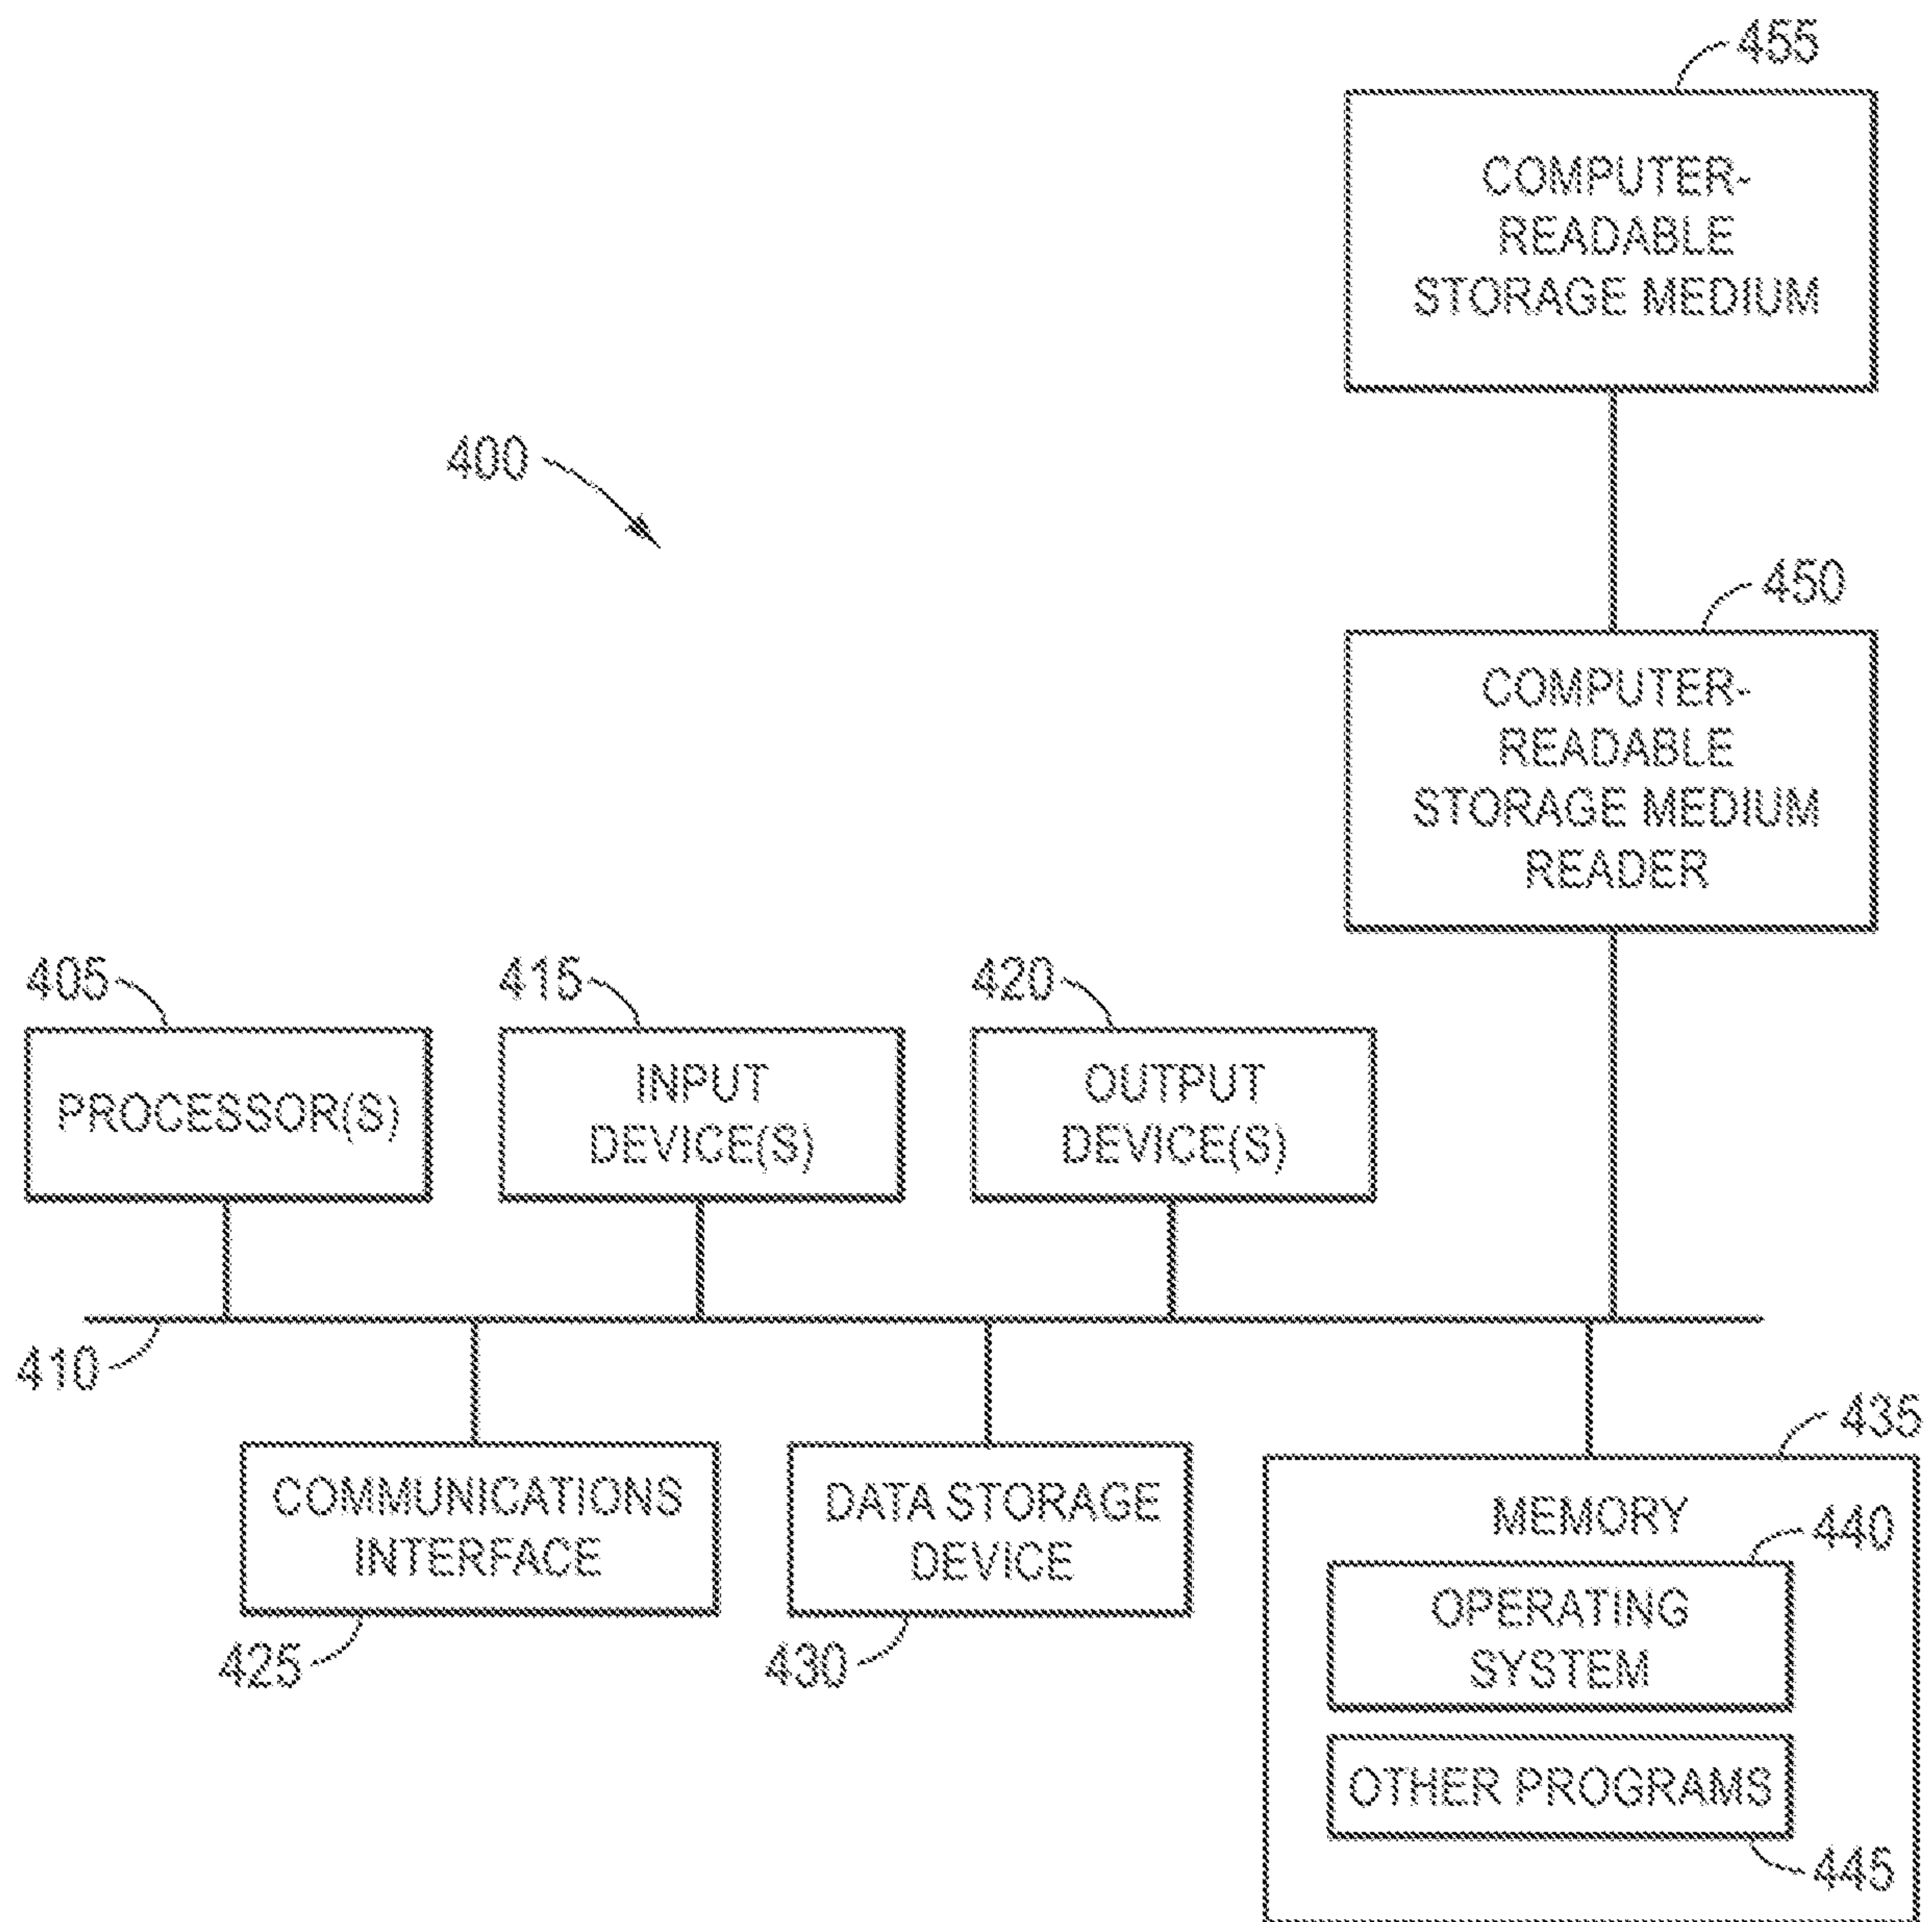 455
COMPUTER-
READABLE
STORAGE MEDIUM
400
450
COMPUTER-
READABLE
STORAGE MEDIUM
READER
405
PROCESSOR(S)
415
INPUT
DEVICE(S)
420
OUTPUT
DEVICE(S)
410
COMMUNICATIONS
INTERFACE
425
DATA STORAGE
DEVICE
430
435
MEMORY
440
OPERATING
SYSTEM
OTHER PROGRAMS
445